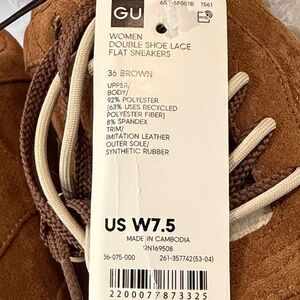 GU
1561
WOMEN
DOUBLE SHOE LACE
FLAT SNEAKERS
36 BROWN
UPPER/
BODY/
92% POLYESTER
(63% USES RECYCLED
POLYESTER FIBER)
8% SPANDEX
TRIM/
IMITATION LEATHER
OUTER SOLE/
SYNTHETIC RUBBER
US W7.5
MADE IN CAMBODIA
RN169508
36-075-000
261-357742(53-04)
2200077873325